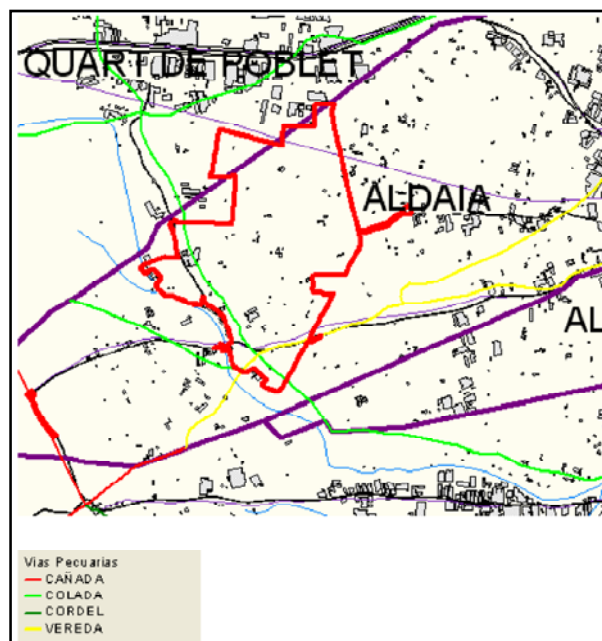 QUART DE POBLET
ALDAIA
AL
Vias Pecuarias
CAÑADA
COLADA
CORDEL
VEREDA